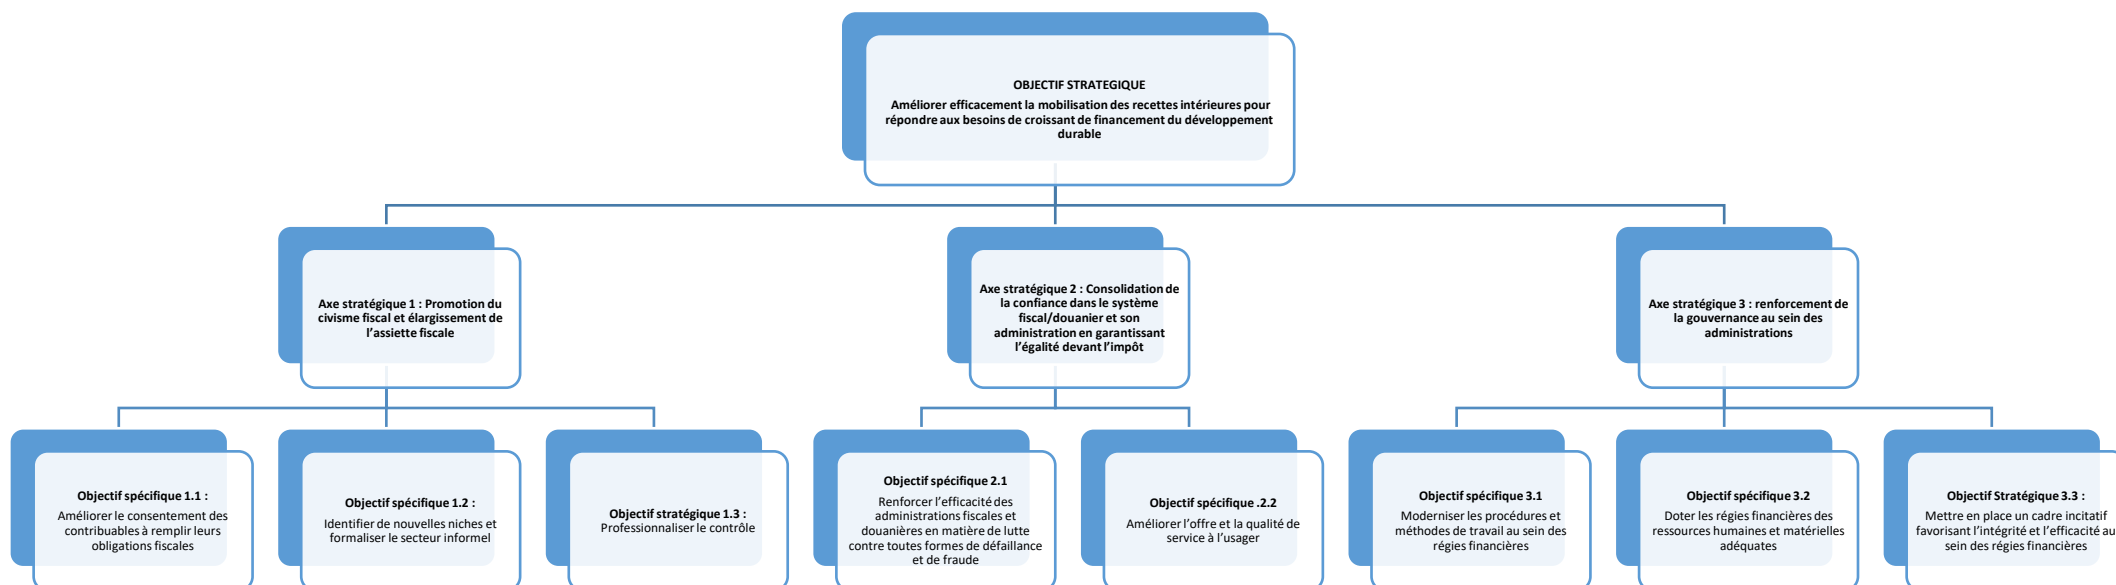 OBJECTIF STRATEGIQUE
Améliorer efficacement la mobilisation des recettes intérieures pour
répondre aux besoins de croissant de financement du développement
durable
Axe stratégique 1 : Promotion du
civisme fiscal et élargissement de
l'assiette fiscale
Axe stratégique 2 : Consolidation de
la confiance dans le système
fiscal/douanier et son
administration en garantissant
l'égalité devant l'impôt
Axe stratégique 3 : renforcement de
la gouvernance au sein des
administrations
Objectif spécifique 1.1 :
Améliorer le consentement des
contribuables à remplir leurs
obligations fiscales
Objectif spécifique 1.2 :
Identifier de nouvelles niches et
formaliser le secteur informel
Objectif stratégique 1.3 :
Professionnaliser le contrôle
Objectif spécifique 2.1
Renforcer l'efficacité des
administrations fiscales et
douanières en matière de lutte
contre toutes formes de défaillance
et de fraude
Objectif spécifique .2.2
Améliorer l'offre et la qualité de
service à l'usager
Objectif spécifique 3.1
Moderniser les procédures et
méthodes de travail au sein des
régies financières
Objectif spécifique 3.2
Doter les régies financières des
ressources humaines et matérielles
adéquates
Objectif Stratégique 3.3 :
Mettre en place un cadre incitatif
favorisant l'intégrité et l'efficacité au
sein des régies financières